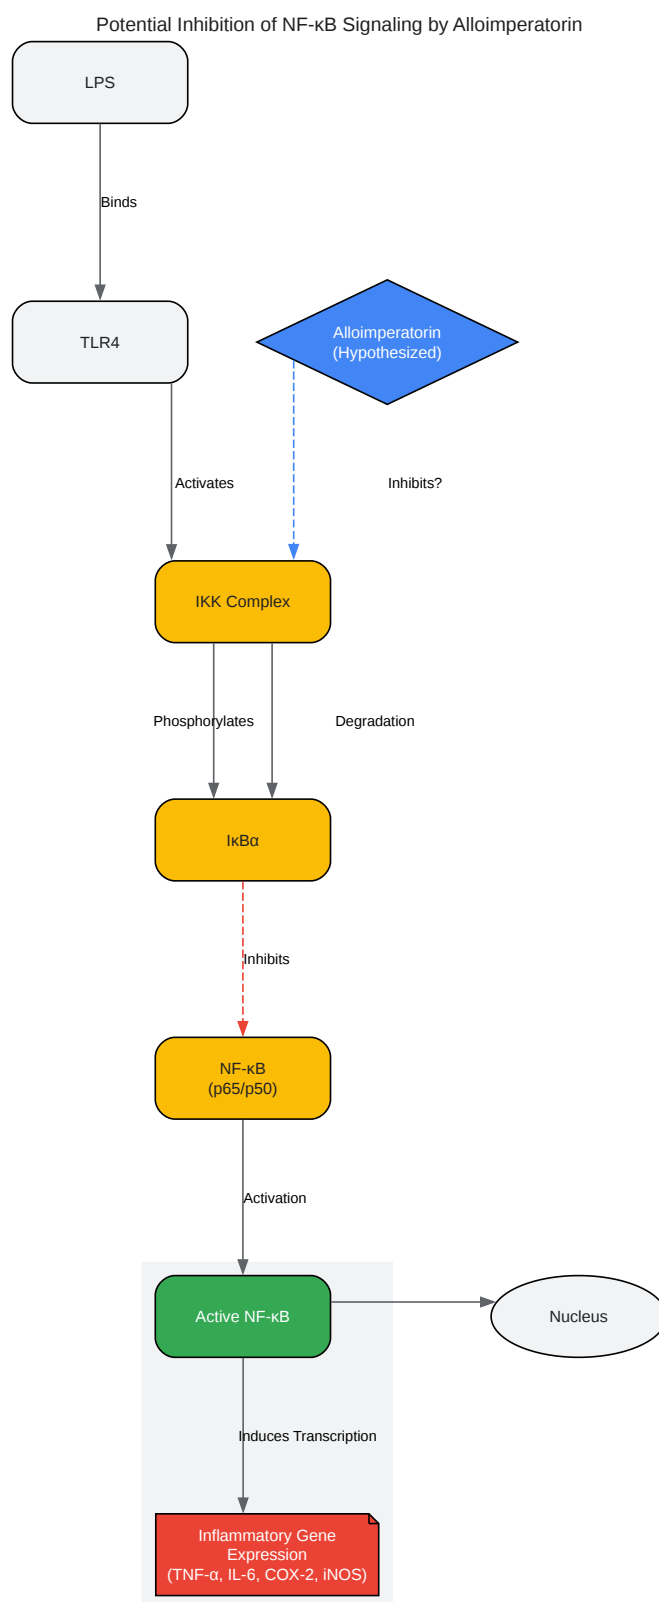 Potential Inhibition of NF-κB Signaling by Alloimperatorin
LPS
Binds
TLR4
Alloimperatorin
(Hypothesized)
Activates
Inhibits?
IKK Complex
Phosphorylates
Degradation
IκBα
Inhibits
NF-κB
(p65/p50)
Activation
Active NF-κB
Nucleus
Induces Transcription
Inflammatory Gene
Expression
(TNF-α, IL-6, COX-2, iNOS)